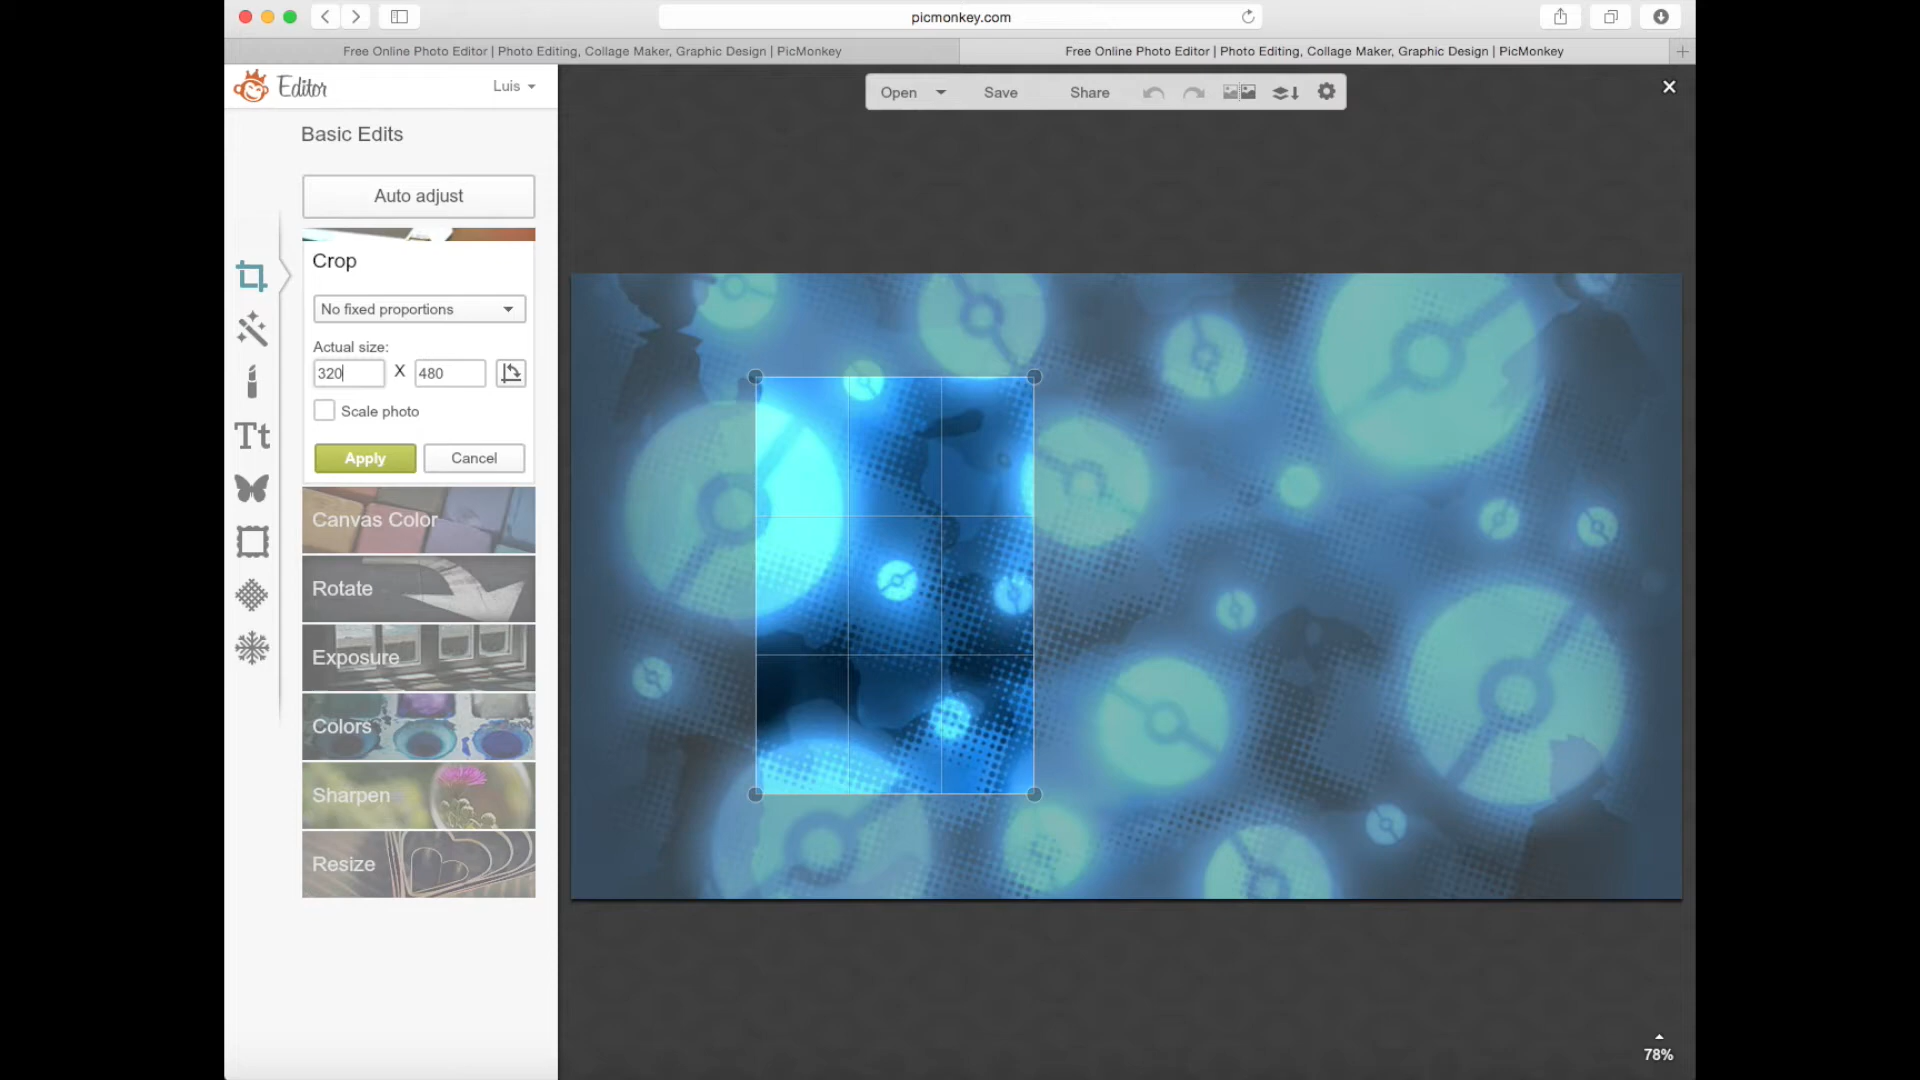 picmonkey.com
Free Online Photo Editor | Photo Editing, Collage Maker, Graphic Design | PicMonkey
Free Online Photo Editor | Photo Editing, Collage Maker, Graphic Design | PicMonkey
Editor
Luis
Open
Save
Share
Basic Edits
Auto adjust
Crop
No fixed proportions
Actual size:
320 X 480
Scale photo
Apply
Cancel
Tt
Canvas Color
Rotate
Exposure
Colors
Sharpen
Resize
78%